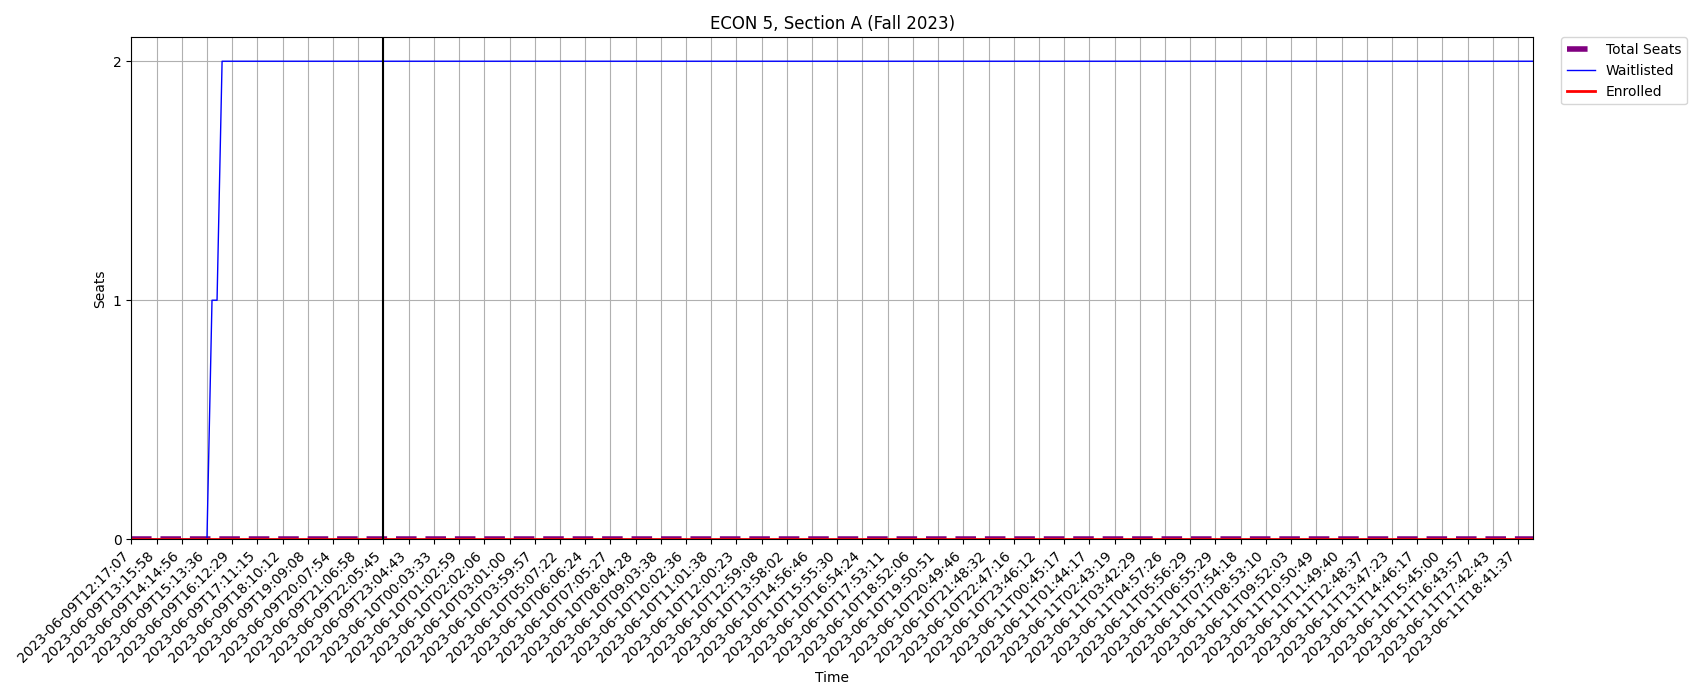 ECON 5, Section A (Fall 2023)
Total Seats
Waitlisted
Enrolled
Seats
2
1
0
2023-06-09T12:17:07
2023-06-09T13:15:58
2023-06-09T14:14:56
2023-06-09T15:13:36
2023-06-09T16:12:29
2023-06-09T17:11:15
2023-06-09T18:10:12
2023-06-09T19:09:08
2023-06-09T20:07:54
2023-06-09T21:06:58
2023-06-09T22:05:45
2023-06-09T23:04:43
2023-06-10T00:03:33
2023-06-10T01:02:59
2023-06-10T02:02:06
2023-06-10T03:01:00
2023-06-10T03:59:57
2023-06-10T05:07:22
2023-06-10T06:06:24
2023-06-10T07:05:27
2023-06-10T08:04:28
2023-06-10T09:03:38
2023-06-10T10:02:36
2023-06-10T11:01:38
2023-06-10T12:00:23
2023-06-10T12:59:08
2023-06-10T13:58:02
2023-06-10T14:56:46
2023-06-10T15:55:30
2023-06-10T16:54:24
2023-06-10T17:53:11
2023-06-10T18:52:06
2023-06-10T19:50:51
2023-06-10T20:49:46
2023-06-10T21:48:32
2023-06-10T22:47:16
2023-06-10T23:46:12
2023-06-11T00:45:17
2023-06-11T01:44:17
2023-06-11T02:43:19
2023-06-11T03:42:29
2023-06-11T04:57:26
2023-06-11T05:56:29
2023-06-11T06:55:29
2023-06-11T07:54:18
2023-06-11T08:53:10
2023-06-11T09:52:03
2023-06-11T10:50:49
2023-06-11T11:49:40
2023-06-11T12:48:37
2023-06-11T13:47:23
2023-06-11T14:46:17
2023-06-11T15:45:00
2023-06-11T16:43:57
2023-06-11T17:42:43
2023-06-11T18:41:37
Time